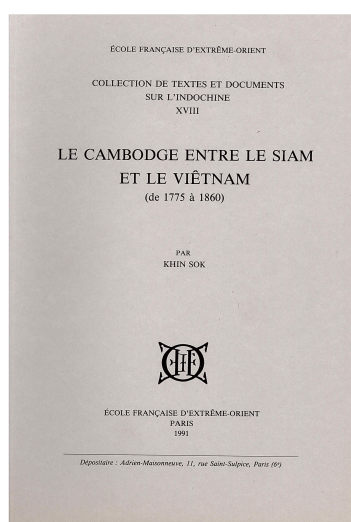 ÉCOLE FRANÇAISE D'EXTRÊME-ORIENT
COLLECTION DE TEXTES ET DOCUMENTS
SUR L'INDOCHINE
XVIII
LE CAMBODGE ENTRE LE SIAM
ET LE VIÊTNAM
(de 1775 à 1860)
PAR
KHIN SOK
ÉCOLE FRANÇAISE D'EXTRÊME-ORIENT
PARIS
1991
Dépositaire : Adrien-Maisonneuve, 11, rue Saint-Sulpice, Paris (6ᵉ)